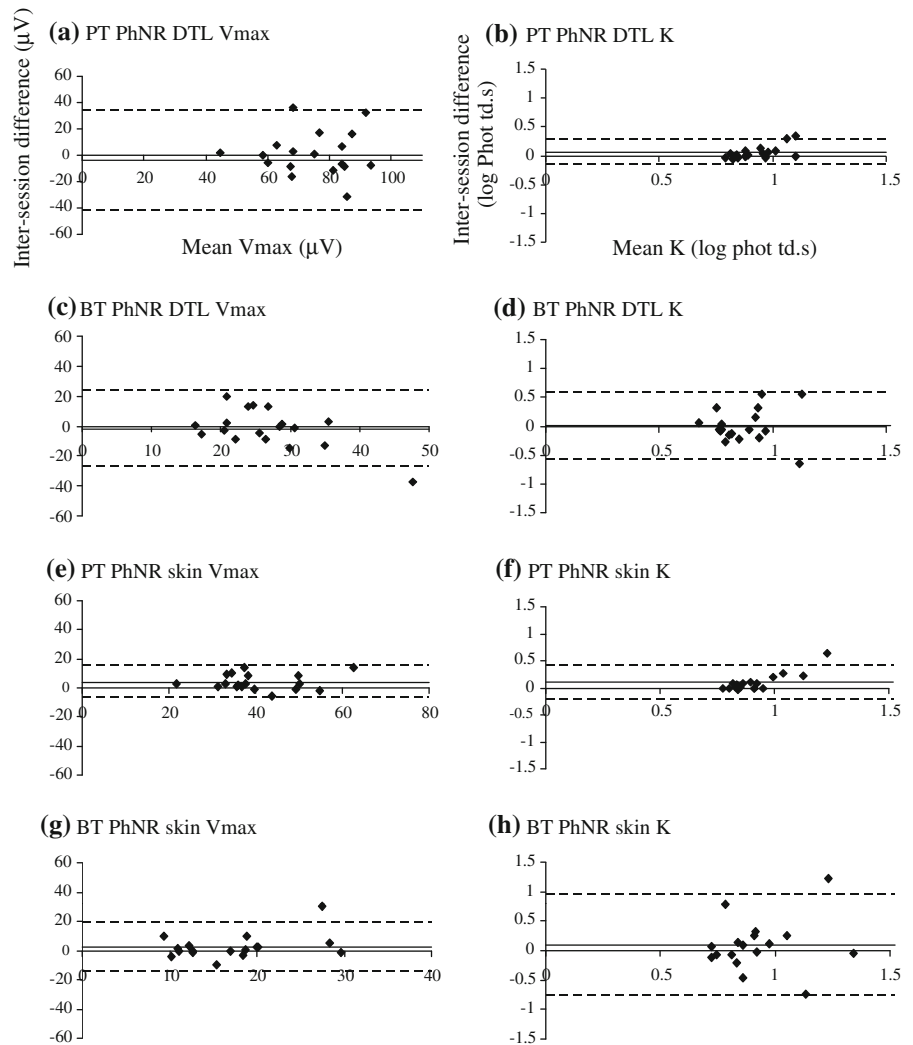 (a) PT PhNR DTL Vmax
Inter-session difference (µV)
60
40
20
0
-20
-40
-60
0 20 40 60 80 100
Mean Vmax (µV)
(b) PT PhNR DTL K
Inter-session difference
(log Phot td.s)
1.5
1
0.5
0
-0.5
-1
-1.5
0 0.5 1 1.5
Mean K (log phot td.s)
(c) BT PhNR DTL Vmax
60
40
20
0
-20
-40
-60
0 10 20 30 40 50
(d) BT PhNR DTL K
1.5
1
0.5
0
-0.5
-1
-1.5
0 0.5 1 1.5
(e) PT PhNR skin Vmax
60
40
20
0
-20
-40
-60
0 20 40 60 80
(f) PT PhNR skin K
1.5
1
0.5
0
-0.5
-1
-1.5
0 0.5 1 1.5
(g) BT PhNR skin Vmax
60
40
20
0
-20
-40
-60
0 10 20 30 40
(h) BT PhNR skin K
1.5
1
0.5
0
-0.5
-1
-1.5
0 0.5 1 1.5